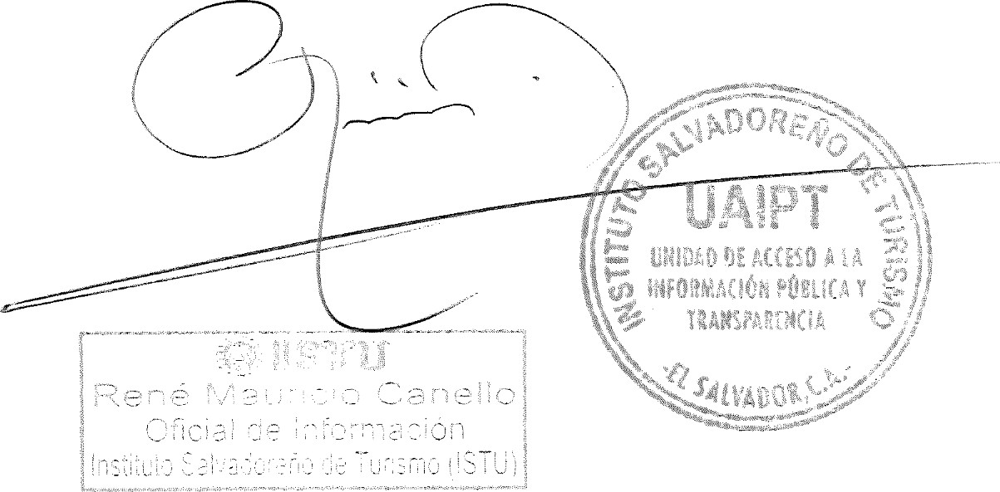 INSTITUTO SALVADOREÑO DE TURISMO
UAIPT
UNIDAD DE ACCESO A LA
INFORMACIÓN PÚBLICA Y
TRANSPARENCIA
-EL SALVADOR, C.A.-
ISTU
René Mauricio Canello
Oficial de Información
Instituto Salvadoreño de Turismo (ISTU)